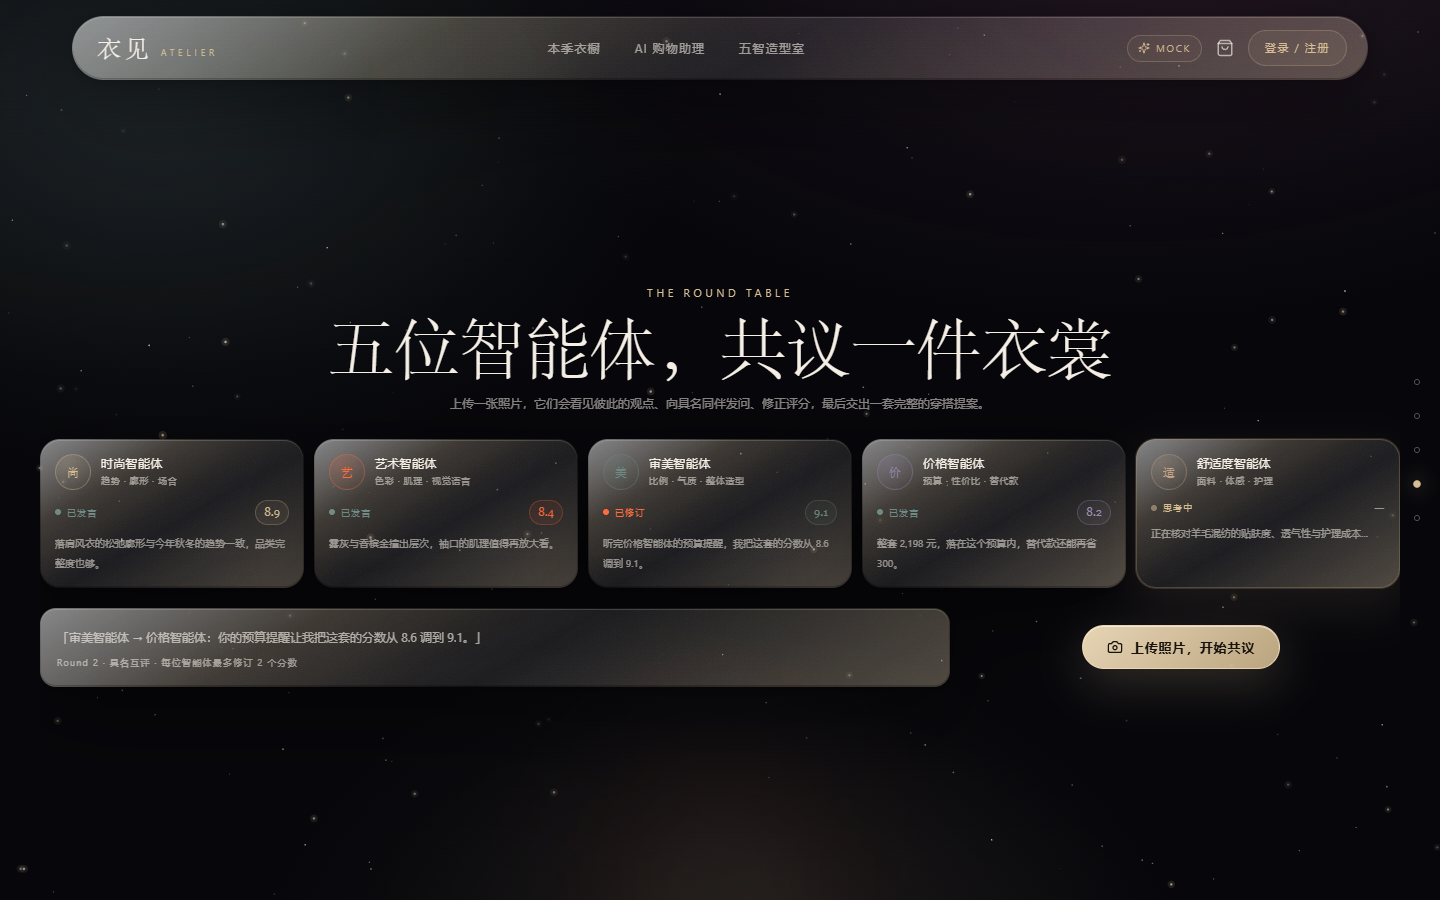 衣见 ATELIER
本季衣橱 AI 购物助理 五智造型室
MOCK
登录 / 注册
THE ROUND TABLE
五位智能体，共议一件衣裳
上传一张照片，它们会看见彼此的观点、向具名同伴发问、修正评分，最后交出一套完整的穿搭提案。
尚
时尚智能体
趋势 · 廓形 · 场合
已发言 8.9
落肩风衣的松弛廓形与今年秋冬的趋势一致，品类完
整度也够。
艺
艺术智能体
色彩 · 肌理 · 视觉语言
已发言 8.4
雾灰与香槟金撞出层次，袖口的肌理值得再放大看。
美
审美智能体
比例 · 气质 · 整体造型
已修订 9.1
听完价格智能体的预算提醒，我把这套的分数从 8.6
调到 9.1。
价
价格智能体
预算 · 性价比 · 替代款
已发言 8.2
整套 2,198 元，落在这个预算内，替代款还能再省
300。
适
舒适度智能体
面料 · 体感 · 护理
思考中 —
正在核对羊毛混纺的贴肤度、透气性与护理成本…
「审美智能体 → 价格智能体：你的预算提醒让我把这套的分数从 8.6 调到 9.1。」
Round 2 · 具名互评 · 每位智能体最多修订 2 个分数
上传照片，开始共议